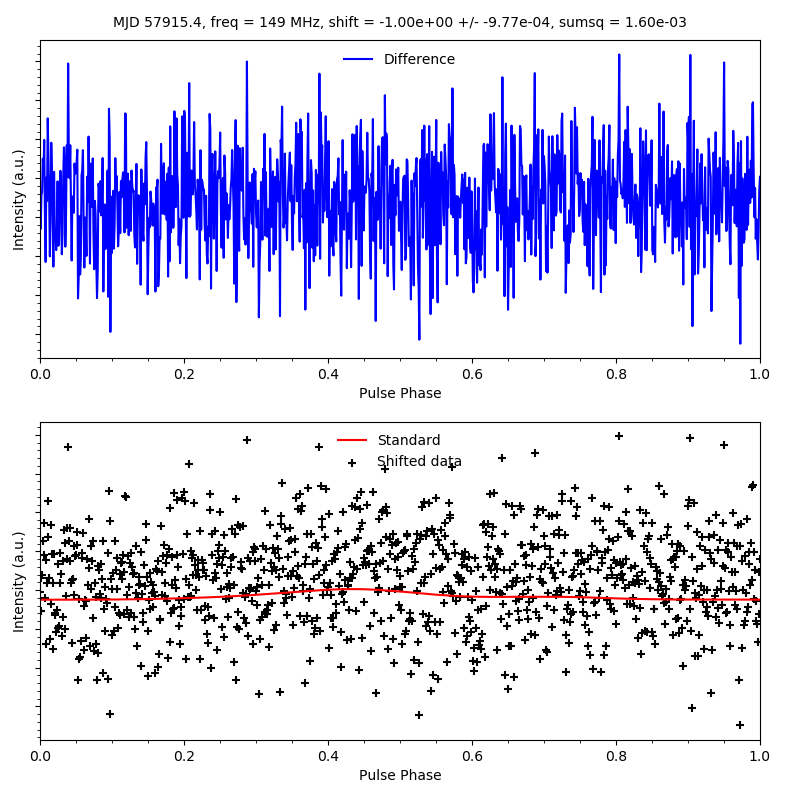 MJD 57915.4, freq = 149 MHz, shift = -1.00e+00 +/- -9.77e-04, sumsq = 1.60e-03
Difference
Intensity (a.u.)
0.0 0.2 0.4 0.6 0.8 1.0
Pulse Phase
Standard
Shifted data
Intensity (a.u.)
0.0 0.2 0.4 0.6 0.8 1.0
Pulse Phase